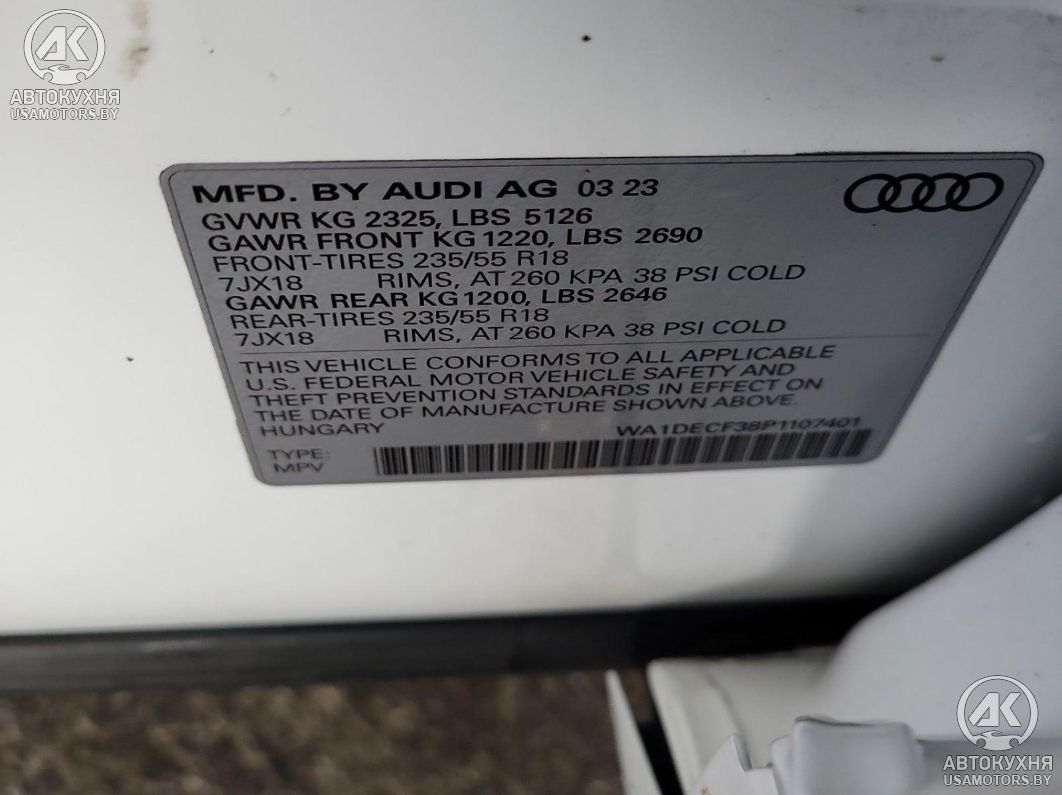 AK
АВТОКУХНЯ
USAMOTORS.BY
MFD. BY AUDI AG 03 23
GVWR KG 2325, LBS 5126
GAWR FRONT KG 1220, LBS 2690
FRONT-TIRES 235/55 R18
7JX18 RIMS, AT 260 KPA 38 PSI COLD
GAWR REAR KG 1200, LBS 2646
REAR-TIRES 235/55 R18
7JX18 RIMS, AT 260 KPA 38 PSI COLD
THIS VEHICLE CONFORMS TO ALL APPLICABLE
U.S. FEDERAL MOTOR VEHICLE SAFETY AND
THEFT PREVENTION STANDARDS IN EFFECT ON
THE DATE OF MANUFACTURE SHOWN ABOVE.
HUNGARY WA1DECF38P1107401
TYPE:
MPV
AK
АВТОКУХНЯ
USAMOTORS.BY